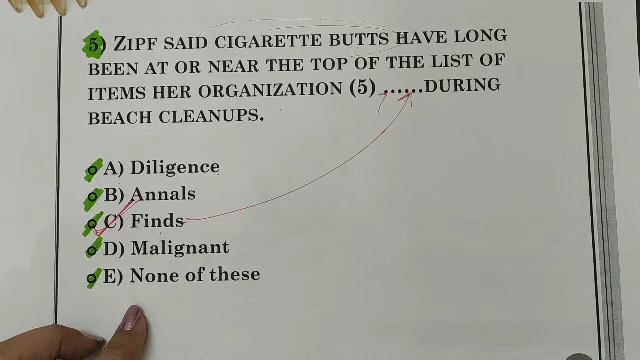 5) ZIPF SAID CIGARETTE BUTTS HAVE LONG
BEEN AT OR NEAR THE TOP OF THE LIST OF
ITEMS HER ORGANIZATION (5) ......DURING
BEACH CLEANUPS.
A) Diligence
B) Annals
C) Finds
D) Malignant
E) None of these